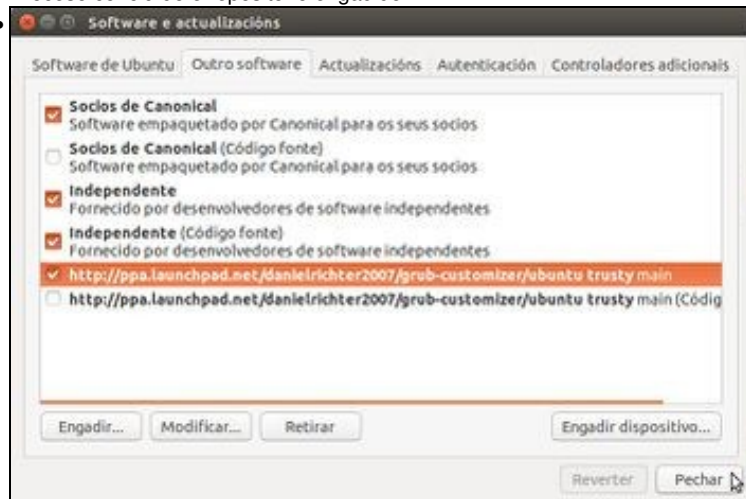 Software e actualizacións
Software de Ubuntu Outro software Actualizacións Autenticación Controladores adicionais
Socios de Canonical
Software empaquetado por Canonical para os seus socios
Socios de Canonical (Código fonte)
Software empaquetado por Canonical para os seus socios
Independente
Fornecido por desenvolvedores de software independentes
Independente (Código fonte)
Fornecido por desenvolvedores de software independentes
http://ppa.launchpad.net/danielrichter2007/grub-customizer/ubuntu trusty main
http://ppa.launchpad.net/danielrichter2007/grub-customizer/ubuntu trusty main (Códig
Engadir... Modificar... Retirar Engadir dispositivo...
Reverter Pechar